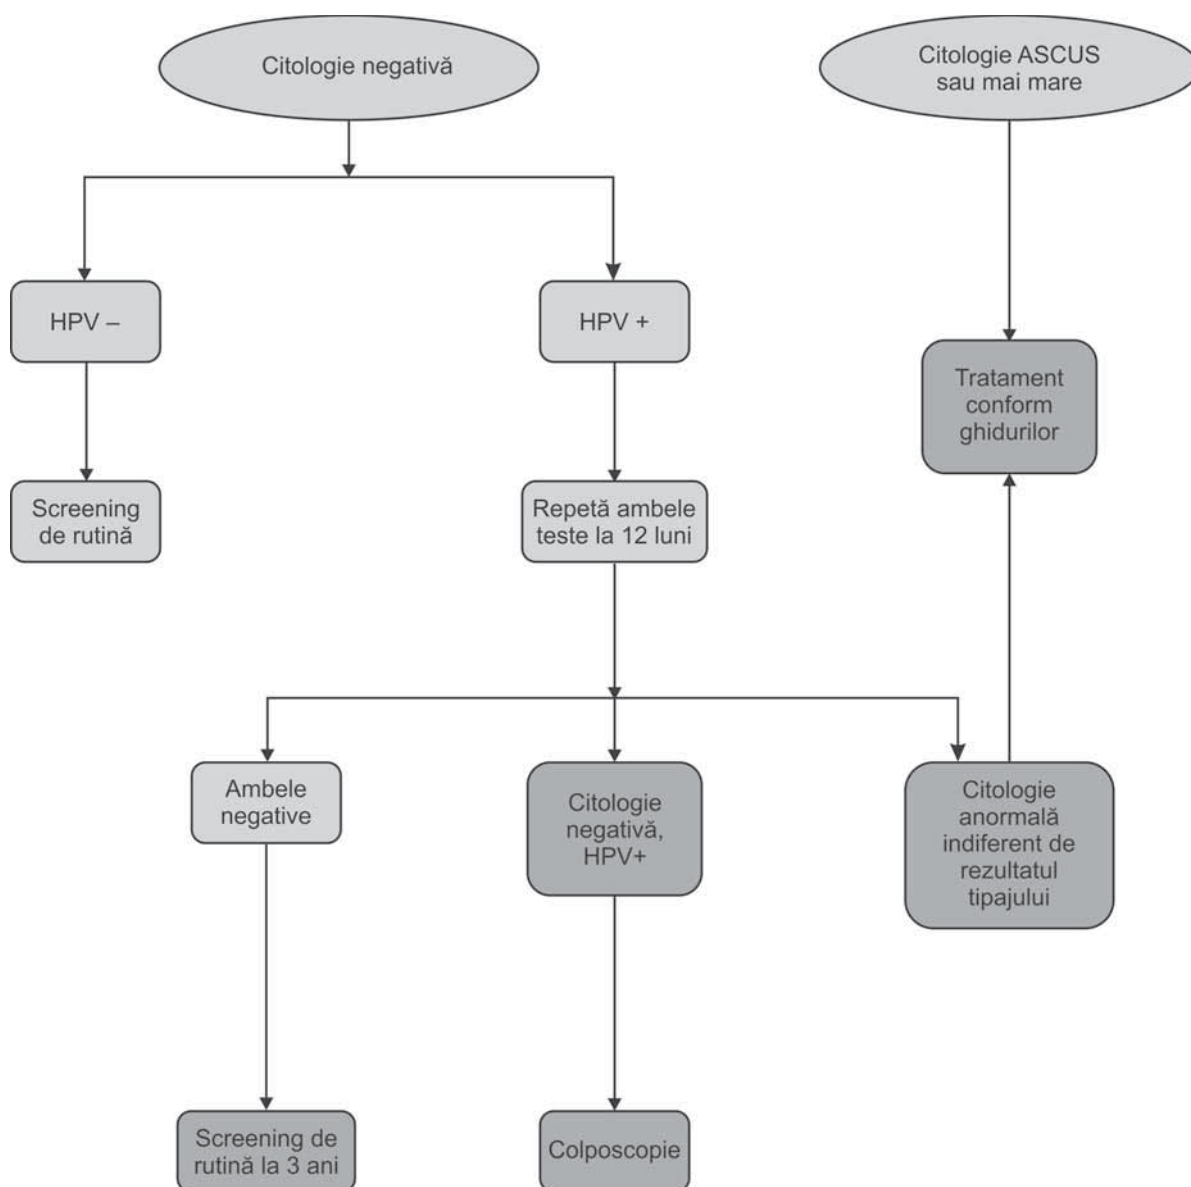 Citologie negativă
Citologie ASCUS
sau mai mare
HPV –
HPV +
Tratament
conform
ghidurilor
Screening
de rutină
Repetă ambele
teste la 12 luni
Ambele
negative
Citologie
negativă,
HPV+
Citologie
anormală
indiferent de
rezultatul
tipajului
Screening de
rutină la 3 ani
Colposcopie